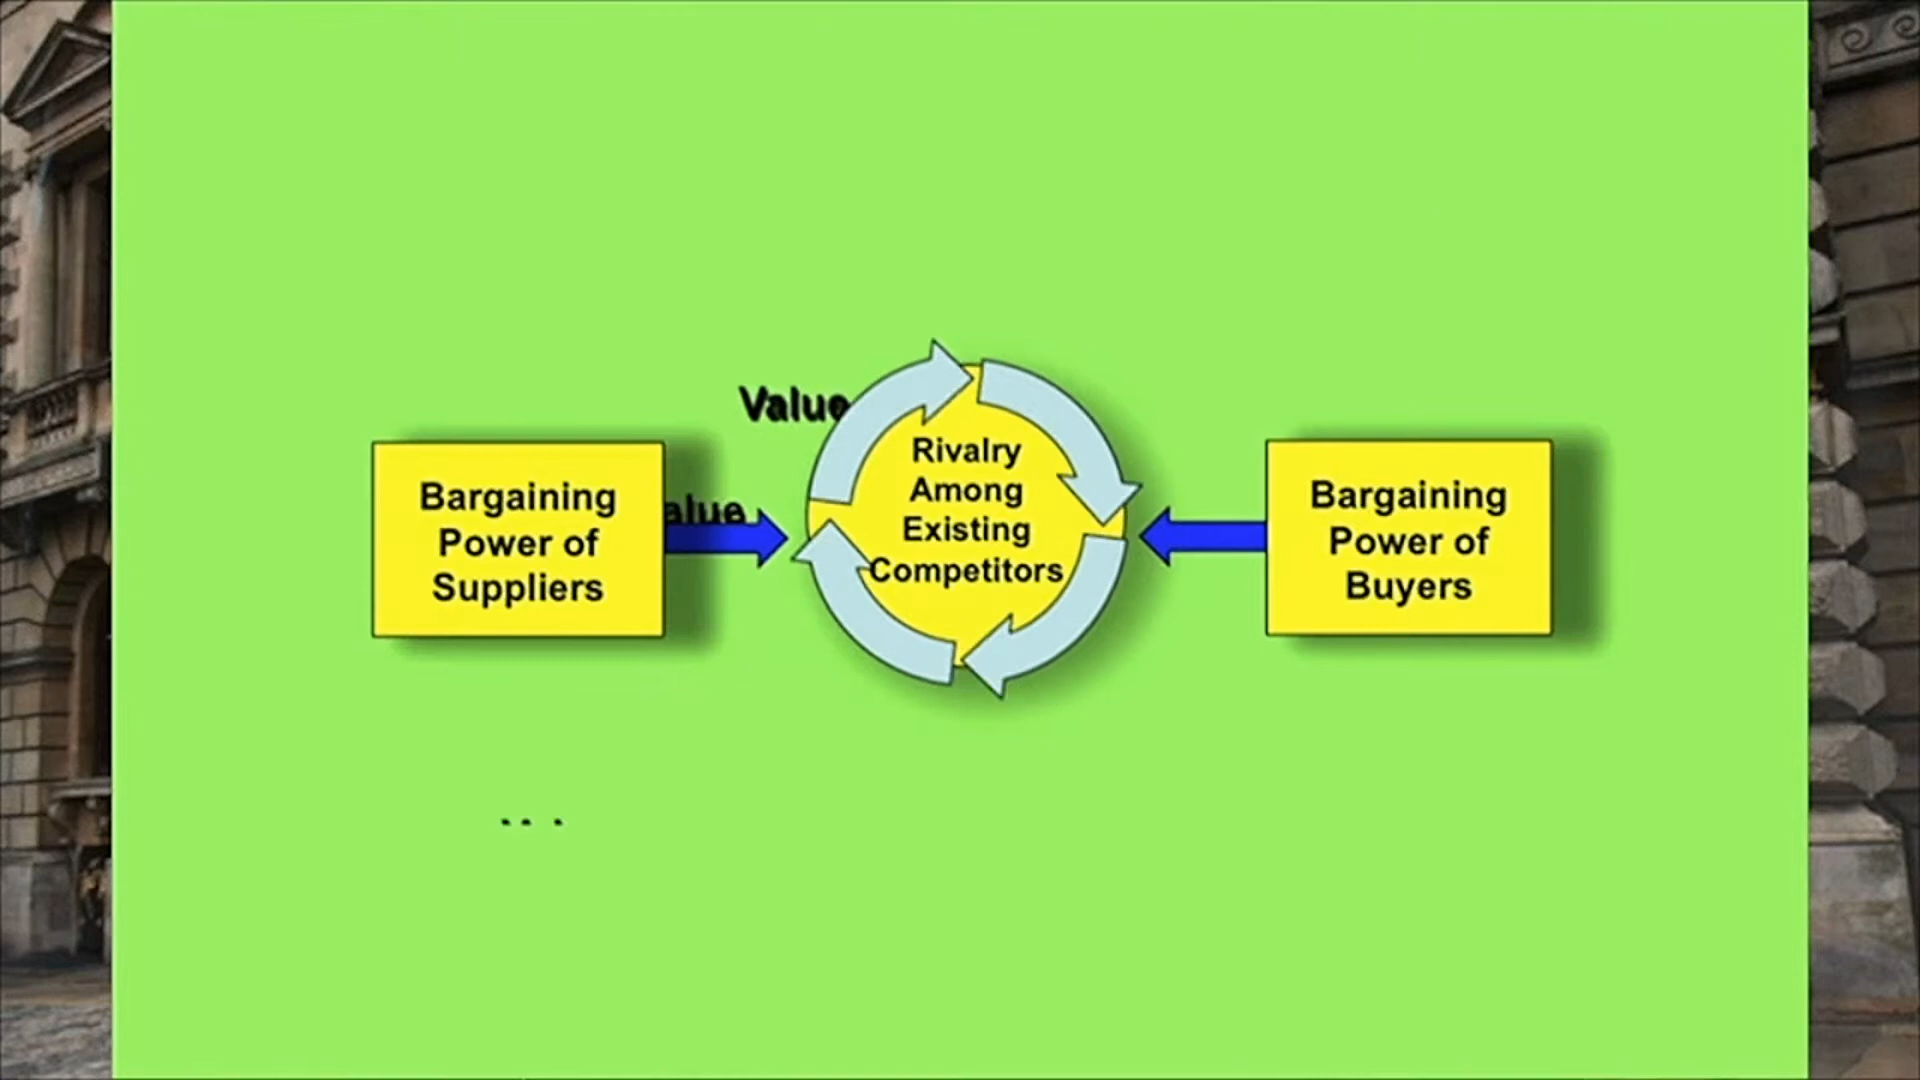 Value
Bargaining
Power of
Suppliers
alue
Rivalry
Among
Existing
Competitors
Bargaining
Power of
Buyers